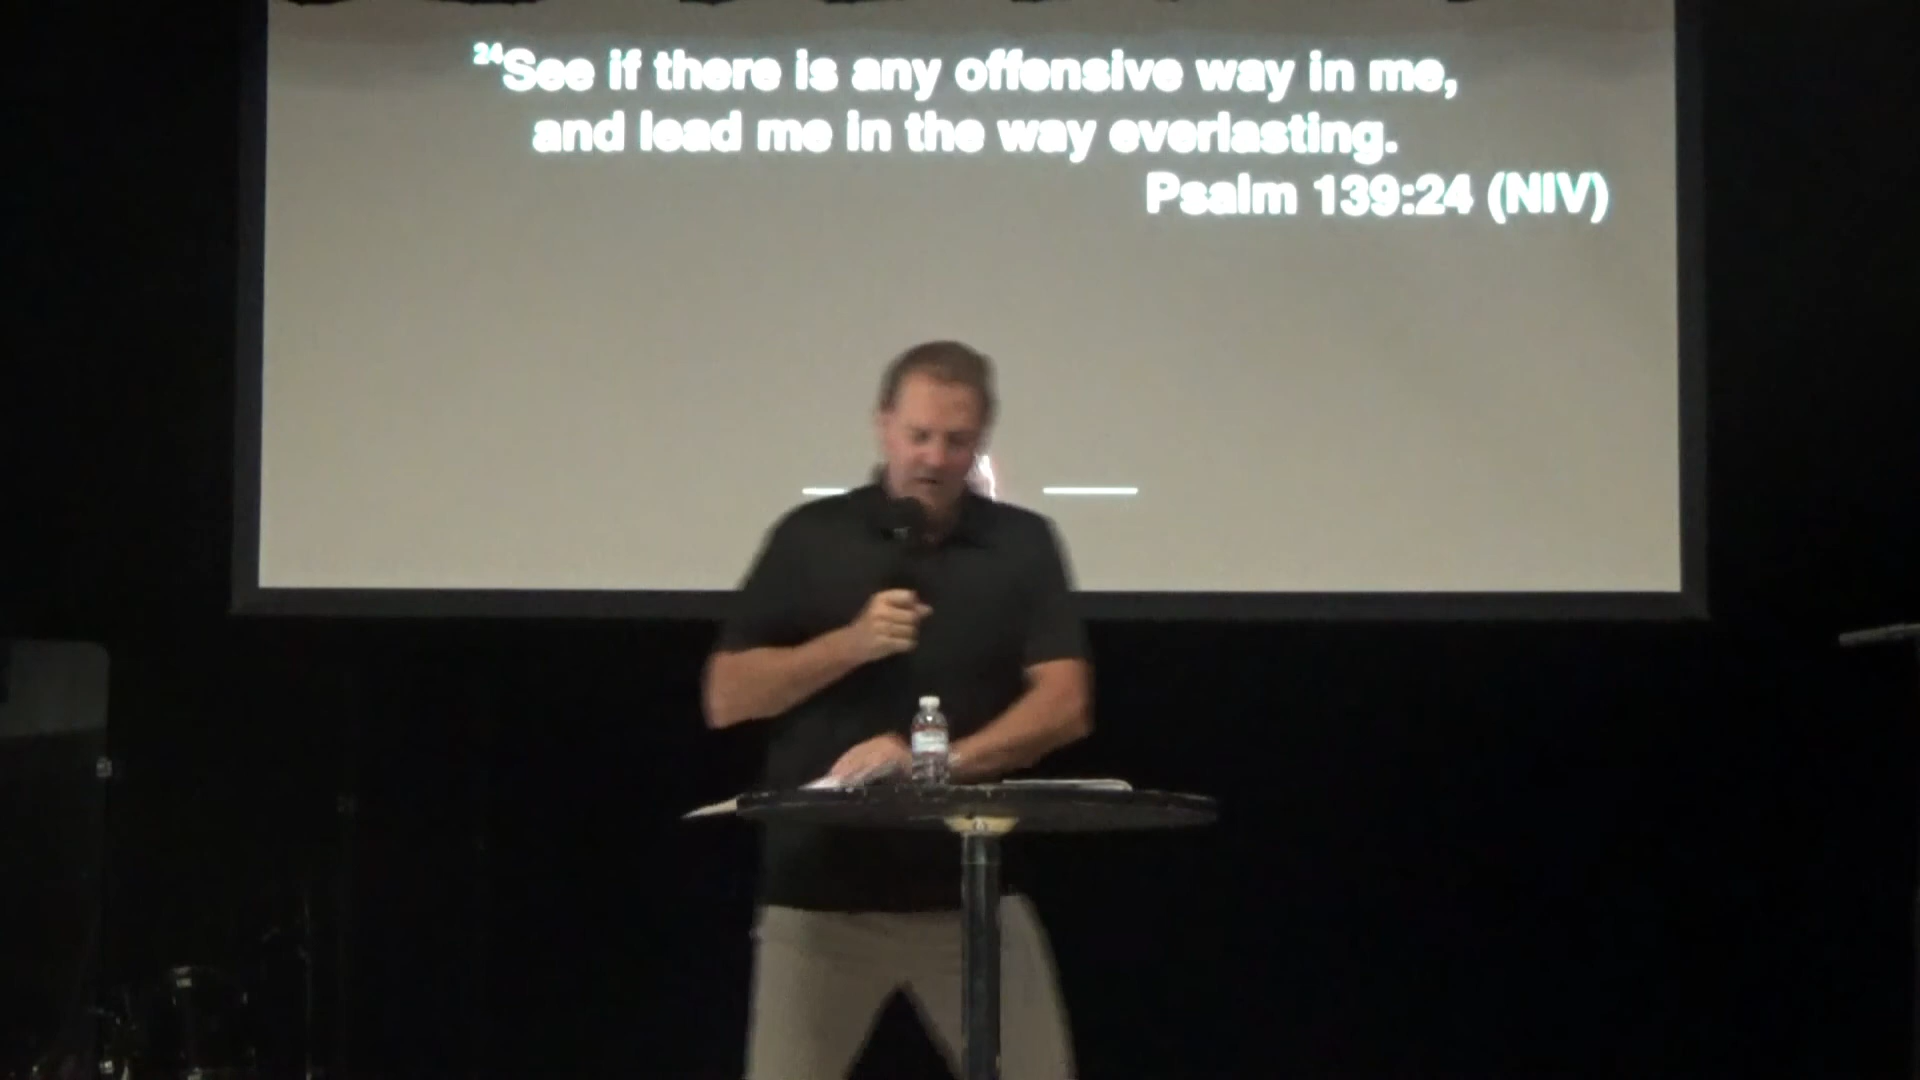 ²⁴See if there is any offensive way in me,
and lead me in the way everlasting.
Psalm 139:24 (NIV)